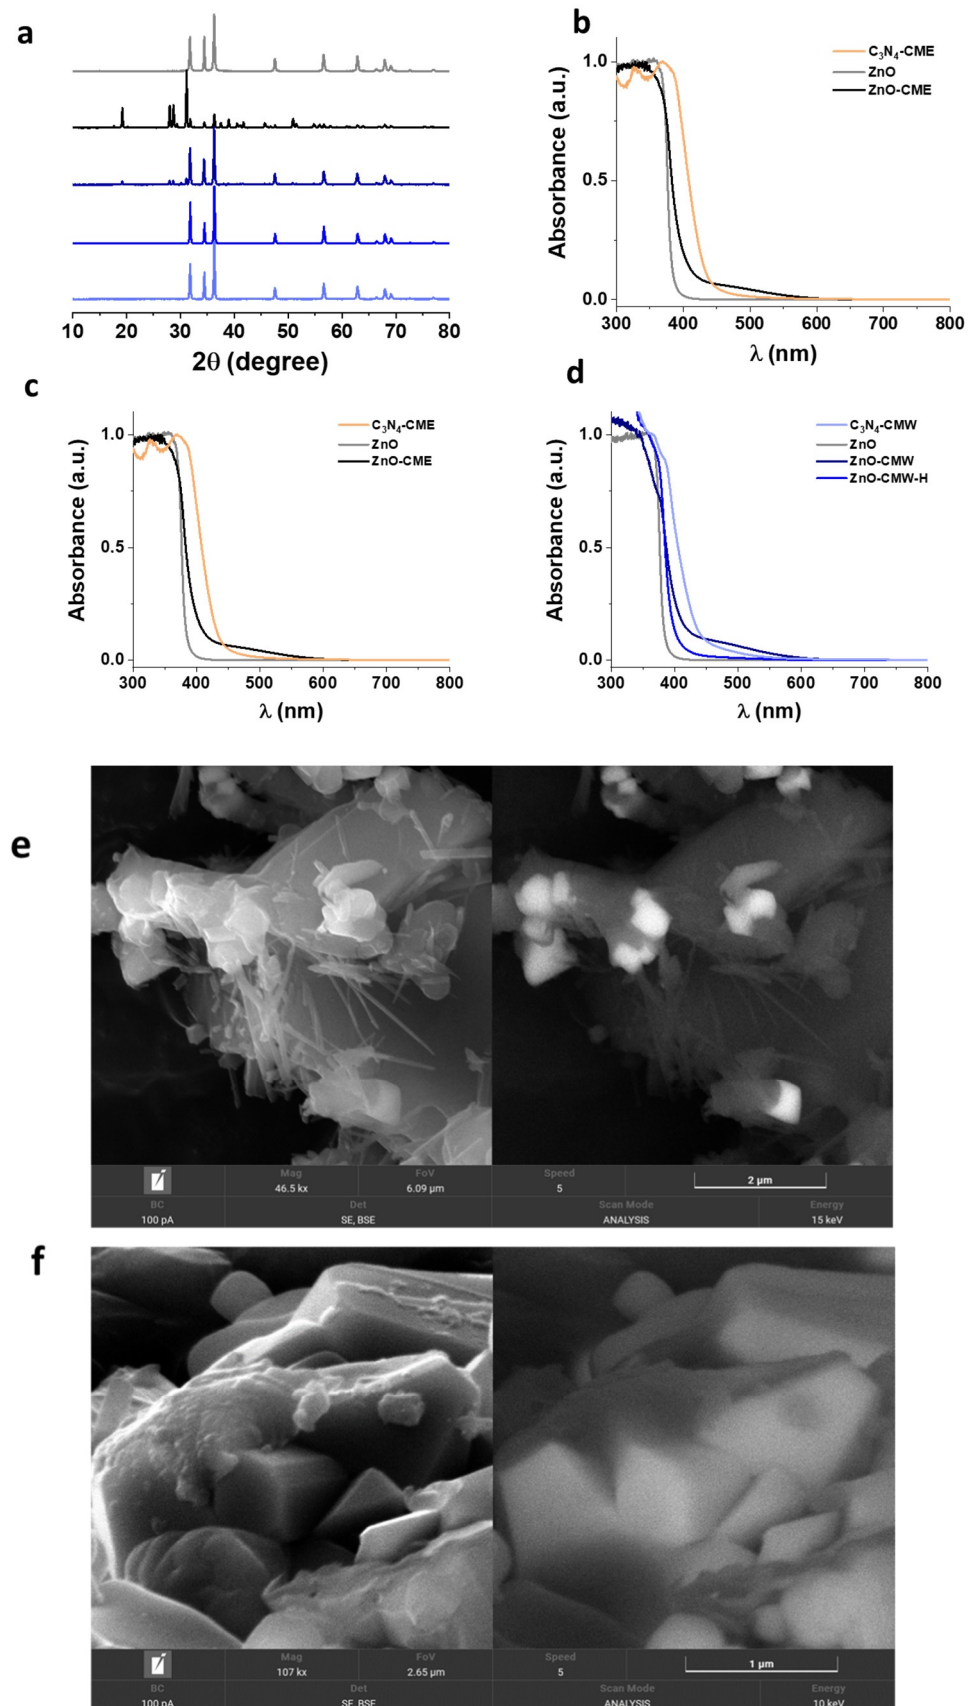 a
10 20 30 40 50 60 70 80
2θ (degree)
b
Absorbance (a.u.)
1.0
0.5
0.0
C3N4-CME
ZnO
ZnO-CME
300 400 500 600 700 800
λ (nm)
c
Absorbance (a.u.)
1.0
0.5
0.0
C3N4-CME
ZnO
ZnO-CME
300 400 500 600 700 800
λ (nm)
d
Absorbance (a.u.)
1.0
0.5
0.0
C3N4-CMW
ZnO
ZnO-CMW
ZnO-CMW-H
300 400 500 600 700 800
λ (nm)
e
Mag FoV Speed
46.5 kx 6.09 μm 5 2 μm
BC Det Scan Mode Energy
100 pA SE, BSE ANALYSIS 15 keV
f
Mag FoV Speed
107 kx 2.65 μm 5 1 μm
BC Det Scan Mode Energy
100 pA SE, BSE ANALYSIS 10 keV